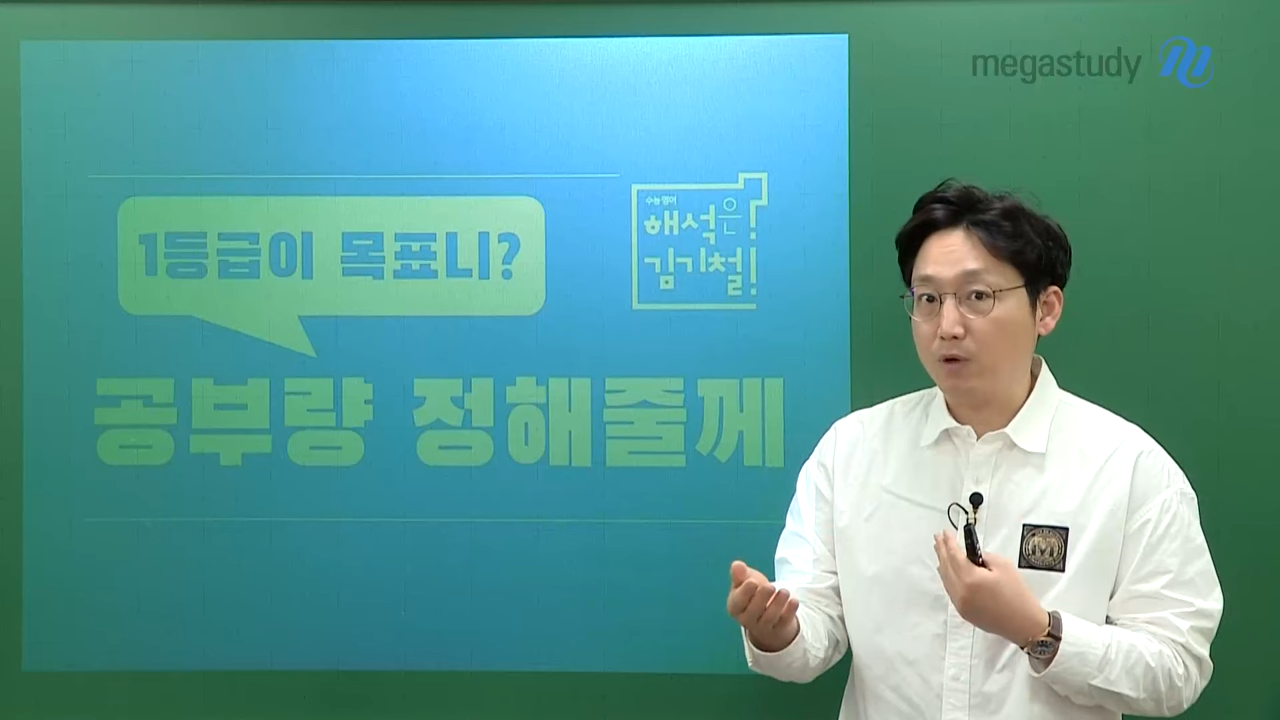 megastudy
수능영어
해석은?
김기철!
1등급이 목표니?
공부량 정해줄께